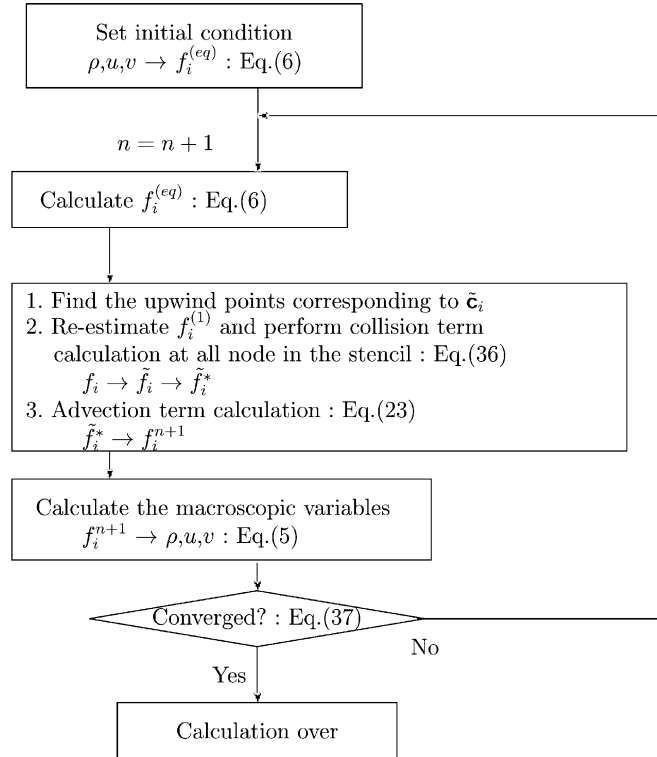 Set initial condition
ρ,u,v → f_i^{(eq)} : Eq.(6)
n = n + 1
Calculate f_i^{(eq)} : Eq.(6)
1. Find the upwind points corresponding to c̃_i
2. Re-estimate f_i^{(1)} and perform collision term
calculation at all node in the stencil : Eq.(36)
f_i → f̃_i → f̃_i^*
3. Advection term calculation : Eq.(23)
f̃_i^* → f_i^{n+1}
Calculate the macroscopic variables
f_i^{n+1} → ρ,u,v : Eq.(5)
Converged? : Eq.(37)
No
Yes
Calculation over